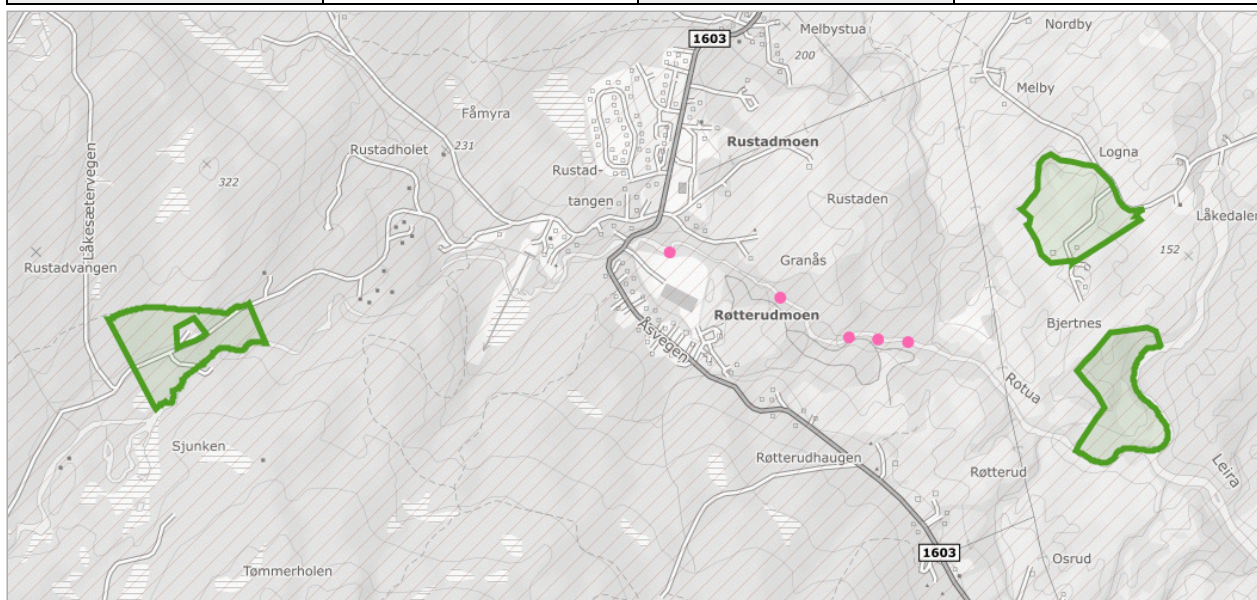 1603
Melbystua
200
Nordby
Melby
Fåmyra
Rustadmoen
Logna
Rustadholet
231
322
Rustad-
tangen
Rustaden
Låkedalen
152
Låkesætervegen
Rustadvangen
Granås
Røtterudmoen
Bjertnes
Åsvegen
Rotua
Sjunken
Røtterudhaugen
Røtterud
Leira
1603
Osrud
Tømmerholen